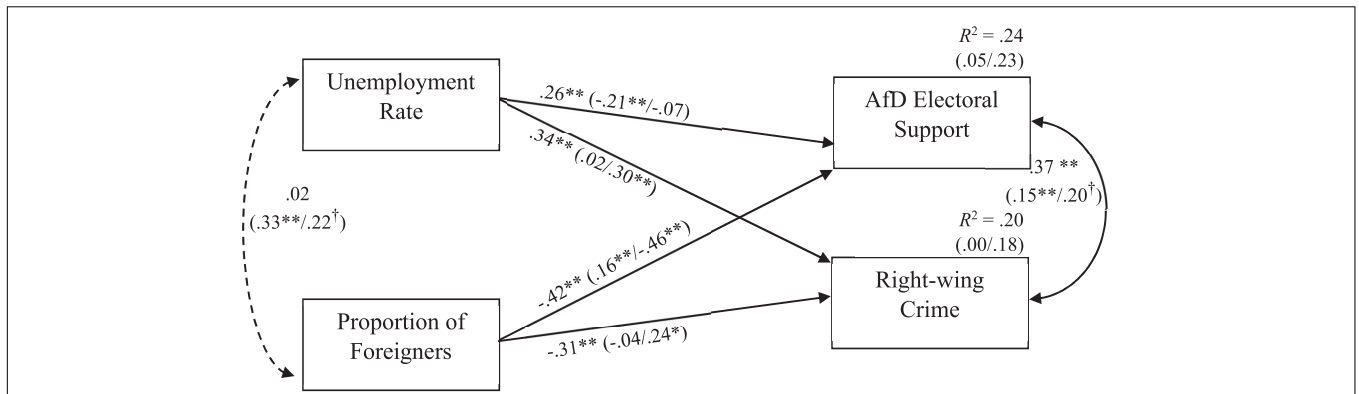 Unemployment
Rate
.26** (-.21**/-.07)
.34** (.02/.30**)
R² = .24
(.05/.23)
AfD Electoral
Support
.37 **
(.15**/.20†)
.02
(.33**/.22†)
R² = .20
(.00/.18)
Right-wing
Crime
-.42** (.16**/-.46**)
-.31** (-.04/.24*)
Proportion of
Foreigners